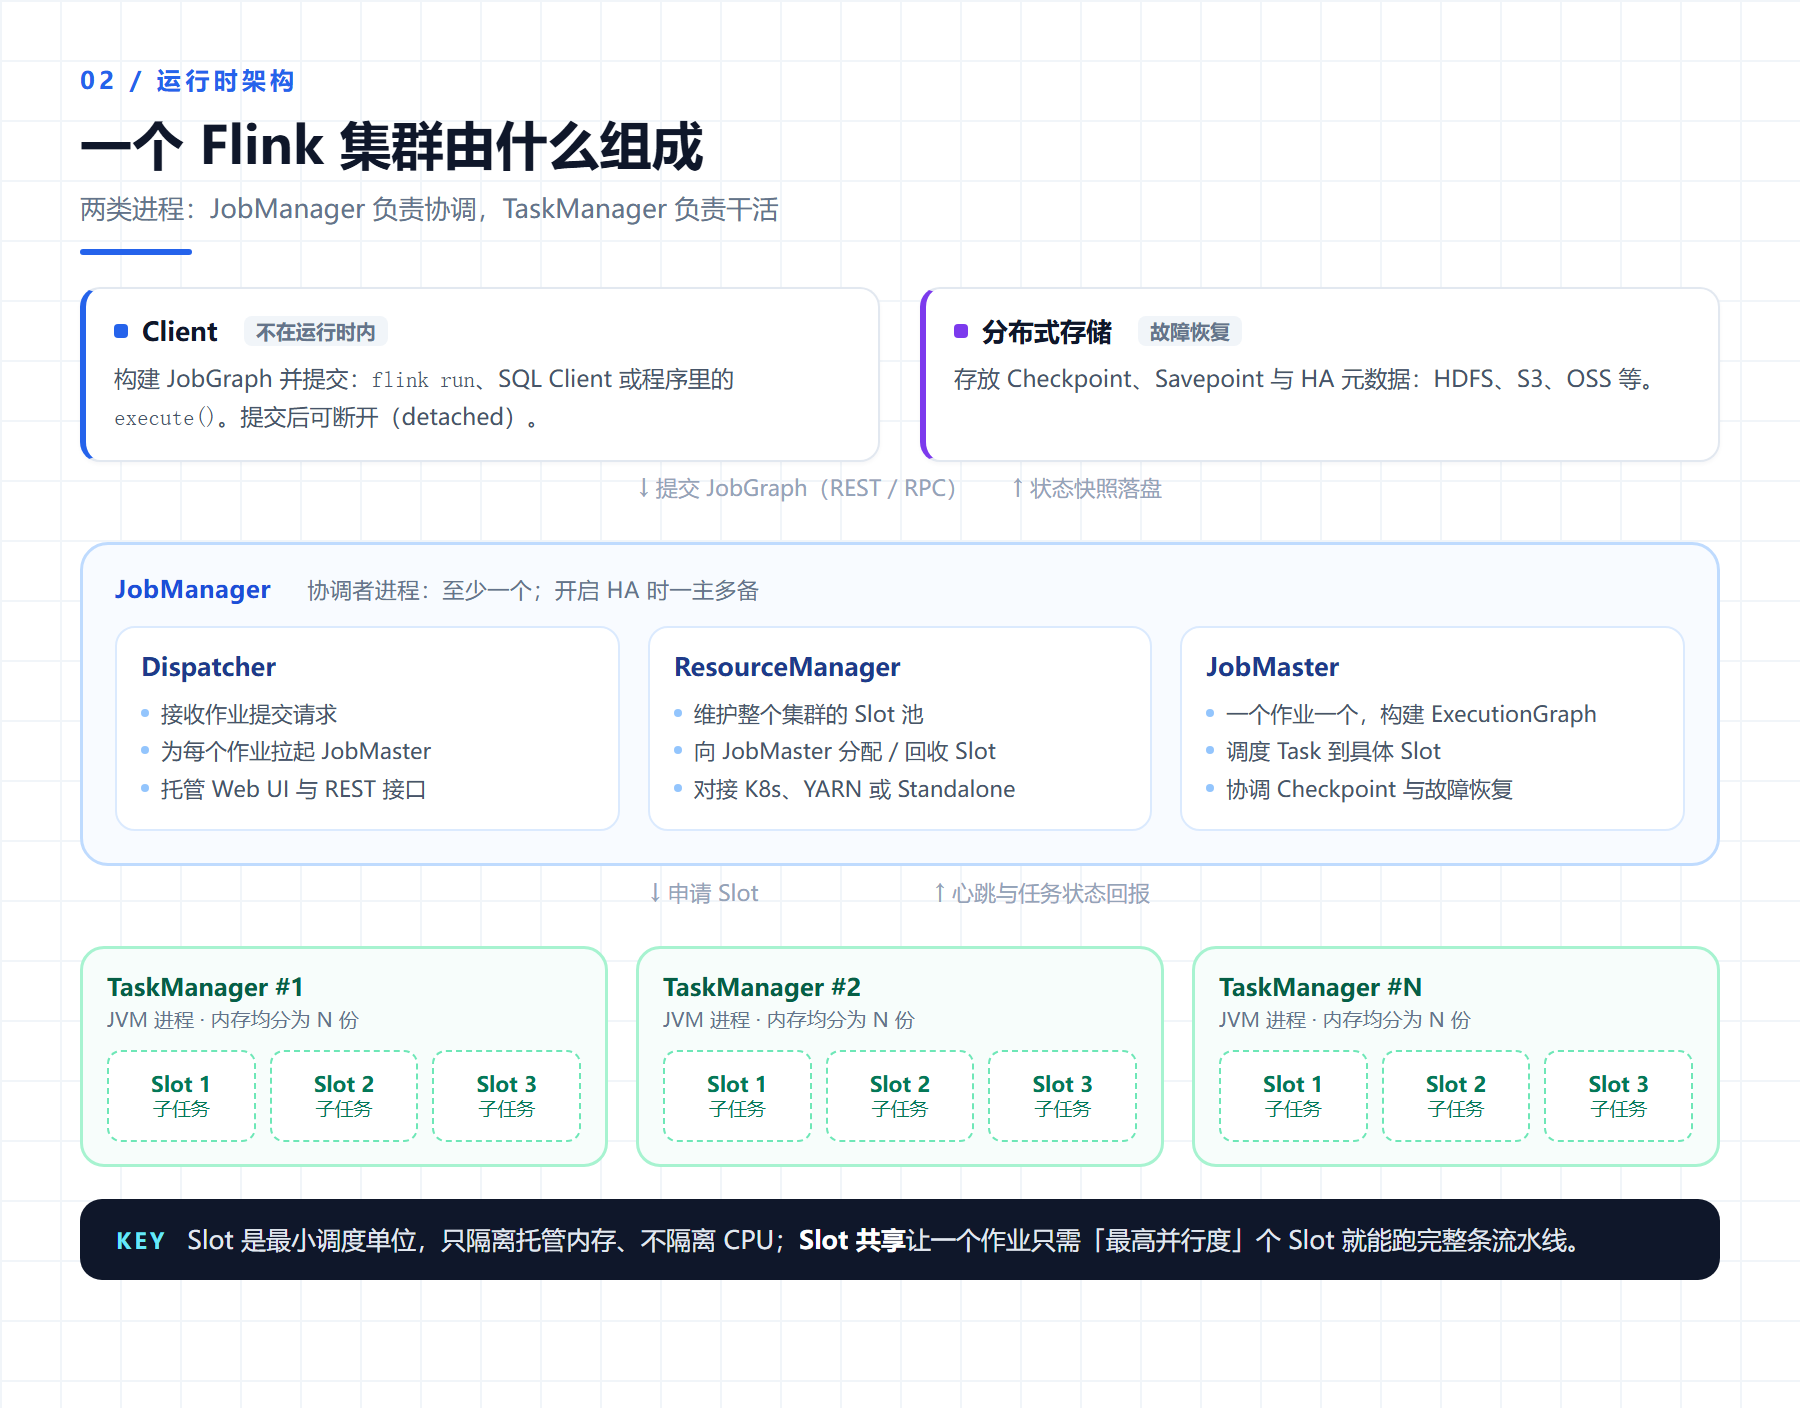 02 / 运行时架构
一个 Flink 集群由什么组成
两类进程：JobManager 负责协调，TaskManager 负责干活
Client 不在运行时内
构建 JobGraph 并提交：flink run、SQL Client 或程序里的
execute()。提交后可断开（detached）。
分布式存储 故障恢复
存放 Checkpoint、Savepoint 与 HA 元数据：HDFS、S3、OSS 等。
↓ 提交 JobGraph（REST / RPC） ↑ 状态快照落盘
JobManager 协调者进程：至少一个；开启 HA 时一主多备
Dispatcher
接收作业提交请求
为每个作业拉起 JobMaster
托管 Web UI 与 REST 接口
ResourceManager
维护整个集群的 Slot 池
向 JobMaster 分配 / 回收 Slot
对接 K8s、YARN 或 Standalone
JobMaster
一个作业一个，构建 ExecutionGraph
调度 Task 到具体 Slot
协调 Checkpoint 与故障恢复
↓ 申请 Slot ↑ 心跳与任务状态回报
TaskManager #1
JVM 进程 · 内存均分为 N 份
Slot 1
子任务
Slot 2
子任务
Slot 3
子任务
TaskManager #2
JVM 进程 · 内存均分为 N 份
Slot 1
子任务
Slot 2
子任务
Slot 3
子任务
TaskManager #N
JVM 进程 · 内存均分为 N 份
Slot 1
子任务
Slot 2
子任务
Slot 3
子任务
KEY Slot 是最小调度单位，只隔离托管内存、不隔离 CPU；Slot 共享让一个作业只需「最高并行度」个 Slot 就能跑完整条流水线。